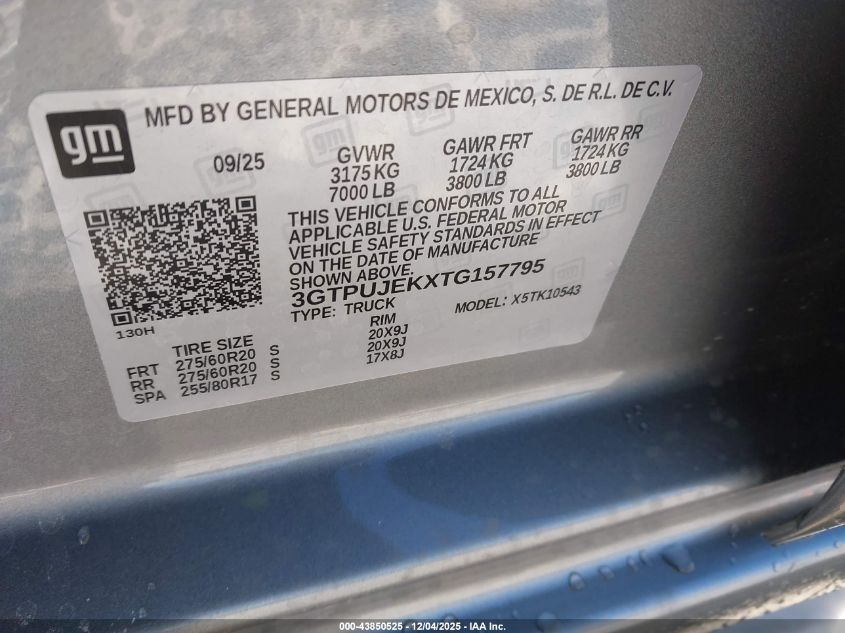 gm
MFD BY GENERAL MOTORS DE MEXICO, S. DE R.L. DE C.V.
09/25 GVWR GAWR FRT GAWR RR
3175 KG 1724 KG 1724 KG
7000 LB 3800 LB 3800 LB
THIS VEHICLE CONFORMS TO ALL
APPLICABLE U.S. FEDERAL MOTOR
VEHICLE SAFETY STANDARDS IN EFFECT
ON THE DATE OF MANUFACTURE
SHOWN ABOVE.
3GTPUJEKXTG157795
TYPE: TRUCK MODEL: X5TK10543
130H
TIRE SIZE RIM
FRT 275/60R20 S 20X9J
RR 275/60R20 S 20X9J
SPA 255/80R17 S 17X8J
000-43850525 - 12/04/2025 - IAA Inc.